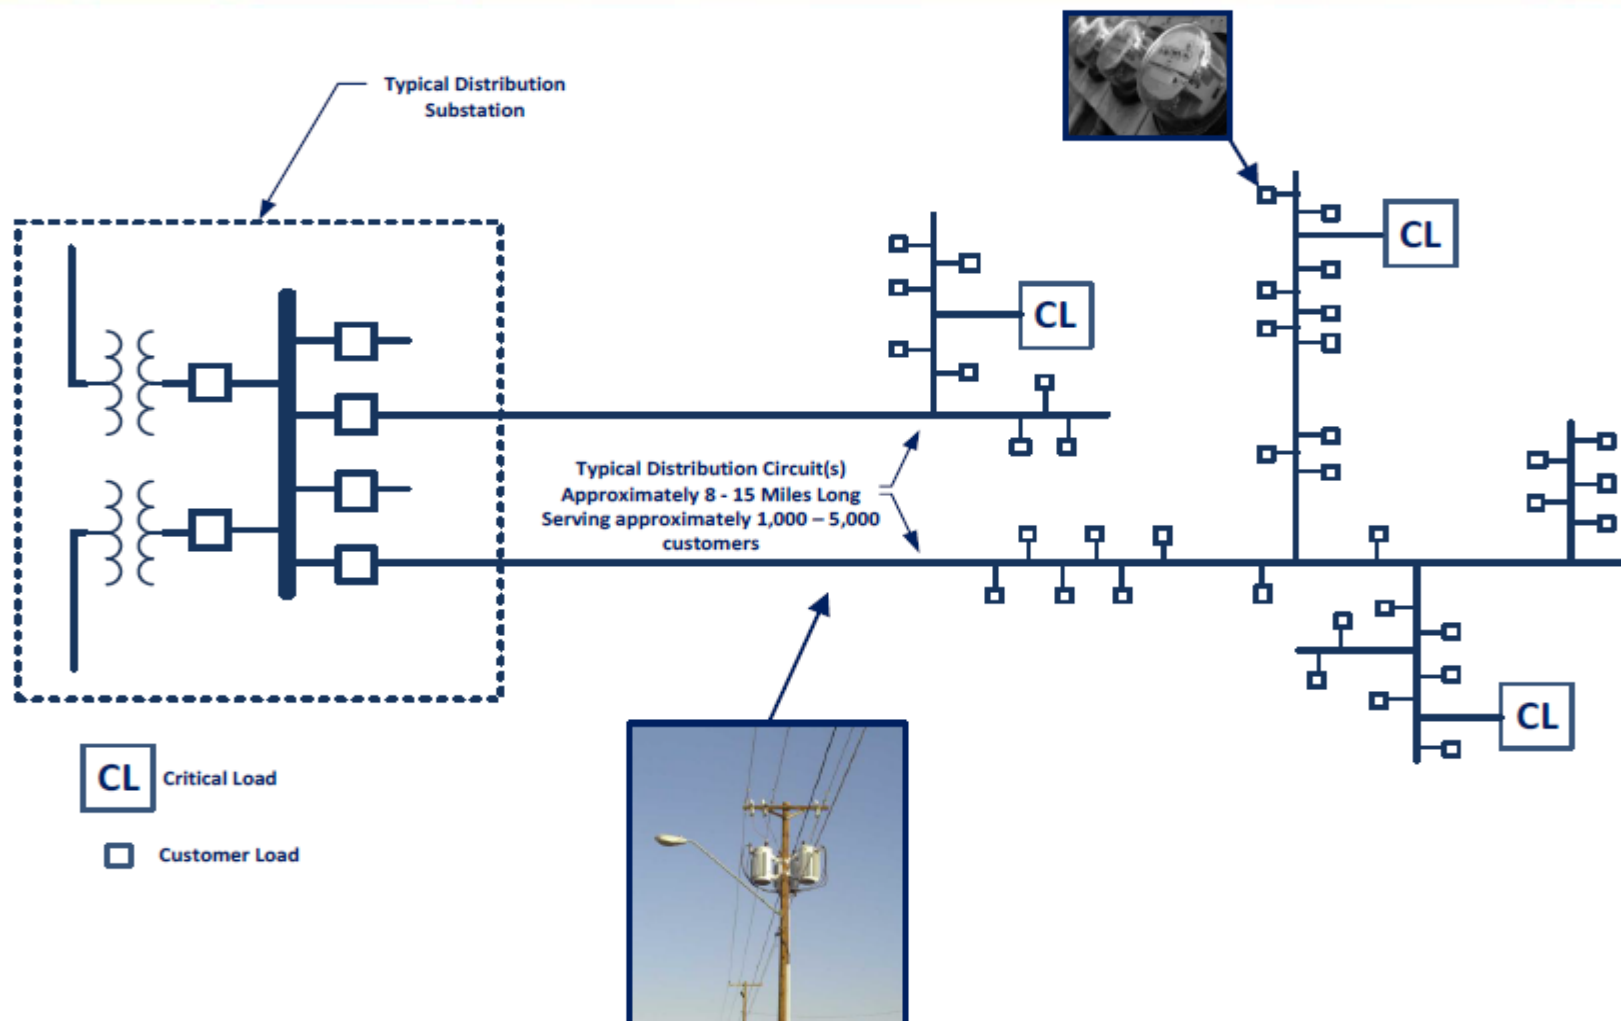 Typical Distribution
Substation
CL
CL
Typical Distribution Circuit(s)
Approximately 8 - 15 Miles Long
Serving approximately 1,000 – 5,000
customers
CL
CL
Critical Load
Customer Load